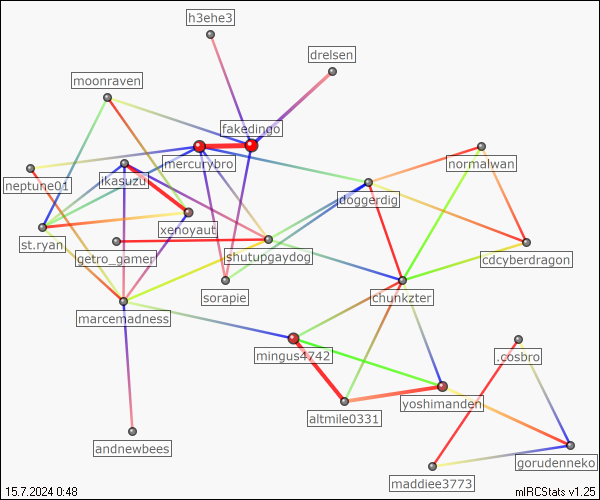 h3ehe3
drelsen
moonraven
fakedingo
mercurybro
normalwan
neptune01
ikasuzu
doggerdig
xenoyaut
st.ryan
getro_gamer
shutupgaydog
cdcyberdragon
sorapie
chunkzter
marcemadness
mingus4742
.cosbro
altmile0331
yoshimanden
andnewbees
gorudenneko
maddiee3773
15.7.2024 0:48
mIRCStats v1.25